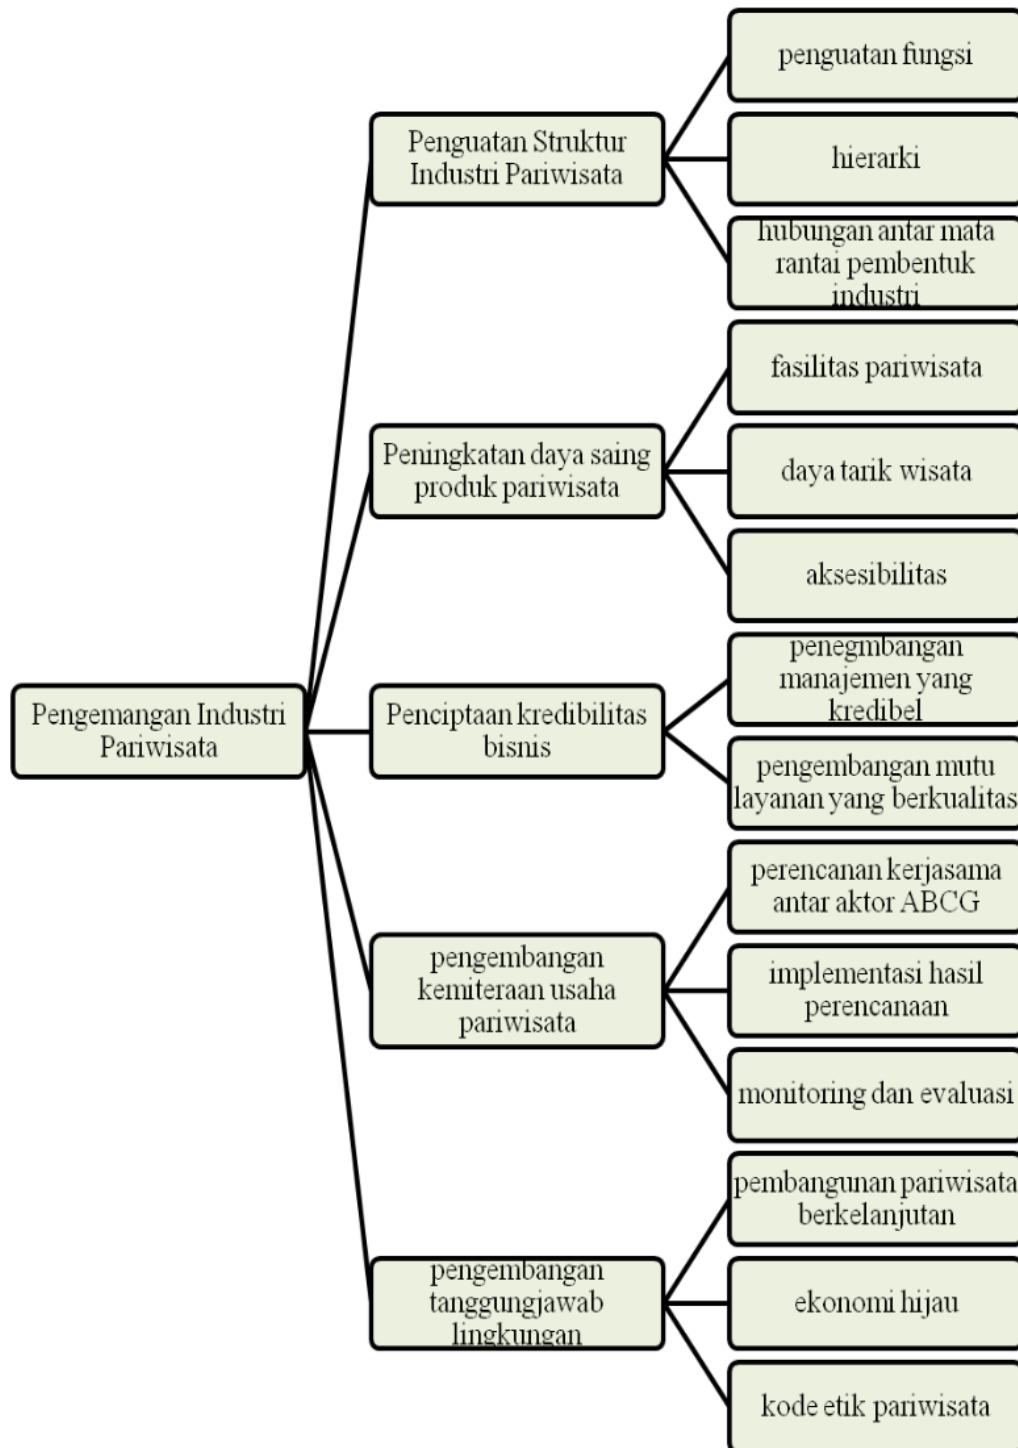 penguatan fungsi
Penguatan Struktur
Industri Pariwisata
hierarki
hubungan antar mata
rantai pembentuk
industri
fasilitas pariwisata
Peningkatan daya saing
produk pariwisata
daya tarik wisata
aksesibilitas
penegmbangan
manajemen yang
kredibel
Pengemangan Industri
Pariwisata
Penciptaan kredibilitas
bisnis
pengembangan mutu
layanan yang berkualitas
perencanan kerjasama
antar aktor ABCG
pengembangan
kemiteraan usaha
pariwisata
implementasi hasil
perencanaan
monitoring dan evaluasi
pembangunan pariwisata
berkelanjutan
pengembangan
tanggungjawab
lingkungan
ekonomi hijau
kode etik pariwisata